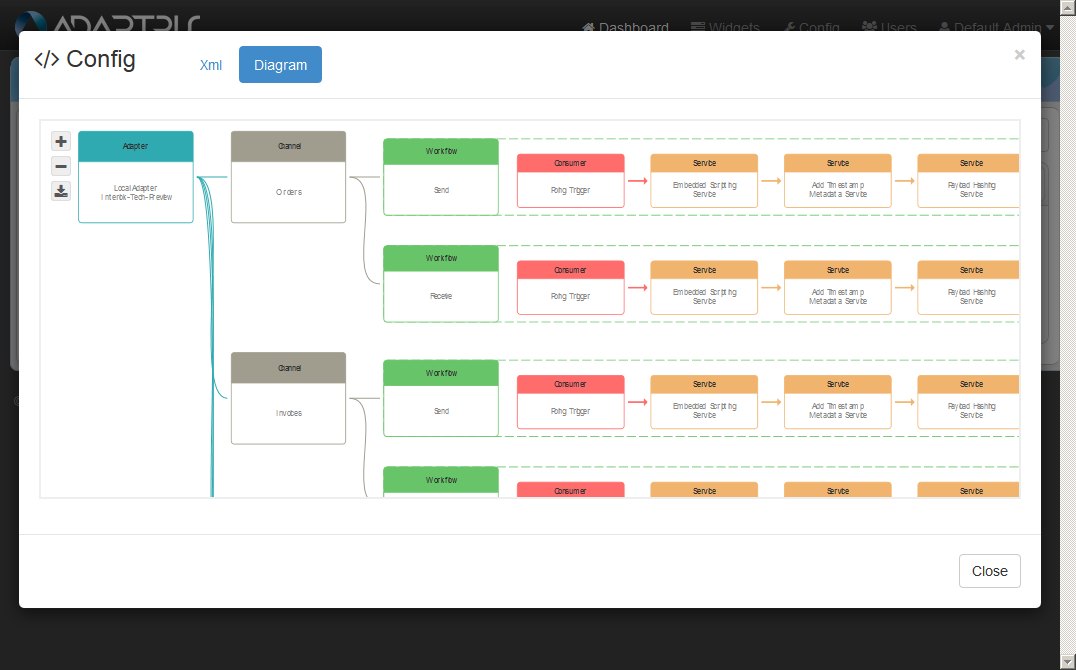 ADAPTRIS
Dashboard Widgets Config Users Default Admin
</> Config
Xml
Diagram
×
Adapter
Local Adapter
Interlok-Tech-Preview
Channel
Orders
Workflow
Send
Consumer
Polling Trigger
Service
Embedded Scripting
Service
Service
Add Timestamp
Metadata Service
Service
Payload Hashing
Service
Workflow
Receive
Consumer
Polling Trigger
Service
Embedded Scripting
Service
Service
Add Timestamp
Metadata Service
Service
Payload Hashing
Service
Channel
Invoices
Workflow
Send
Consumer
Polling Trigger
Service
Embedded Scripting
Service
Service
Add Timestamp
Metadata Service
Service
Payload Hashing
Service
Workflow
Consumer
Service
Service
Service
Close